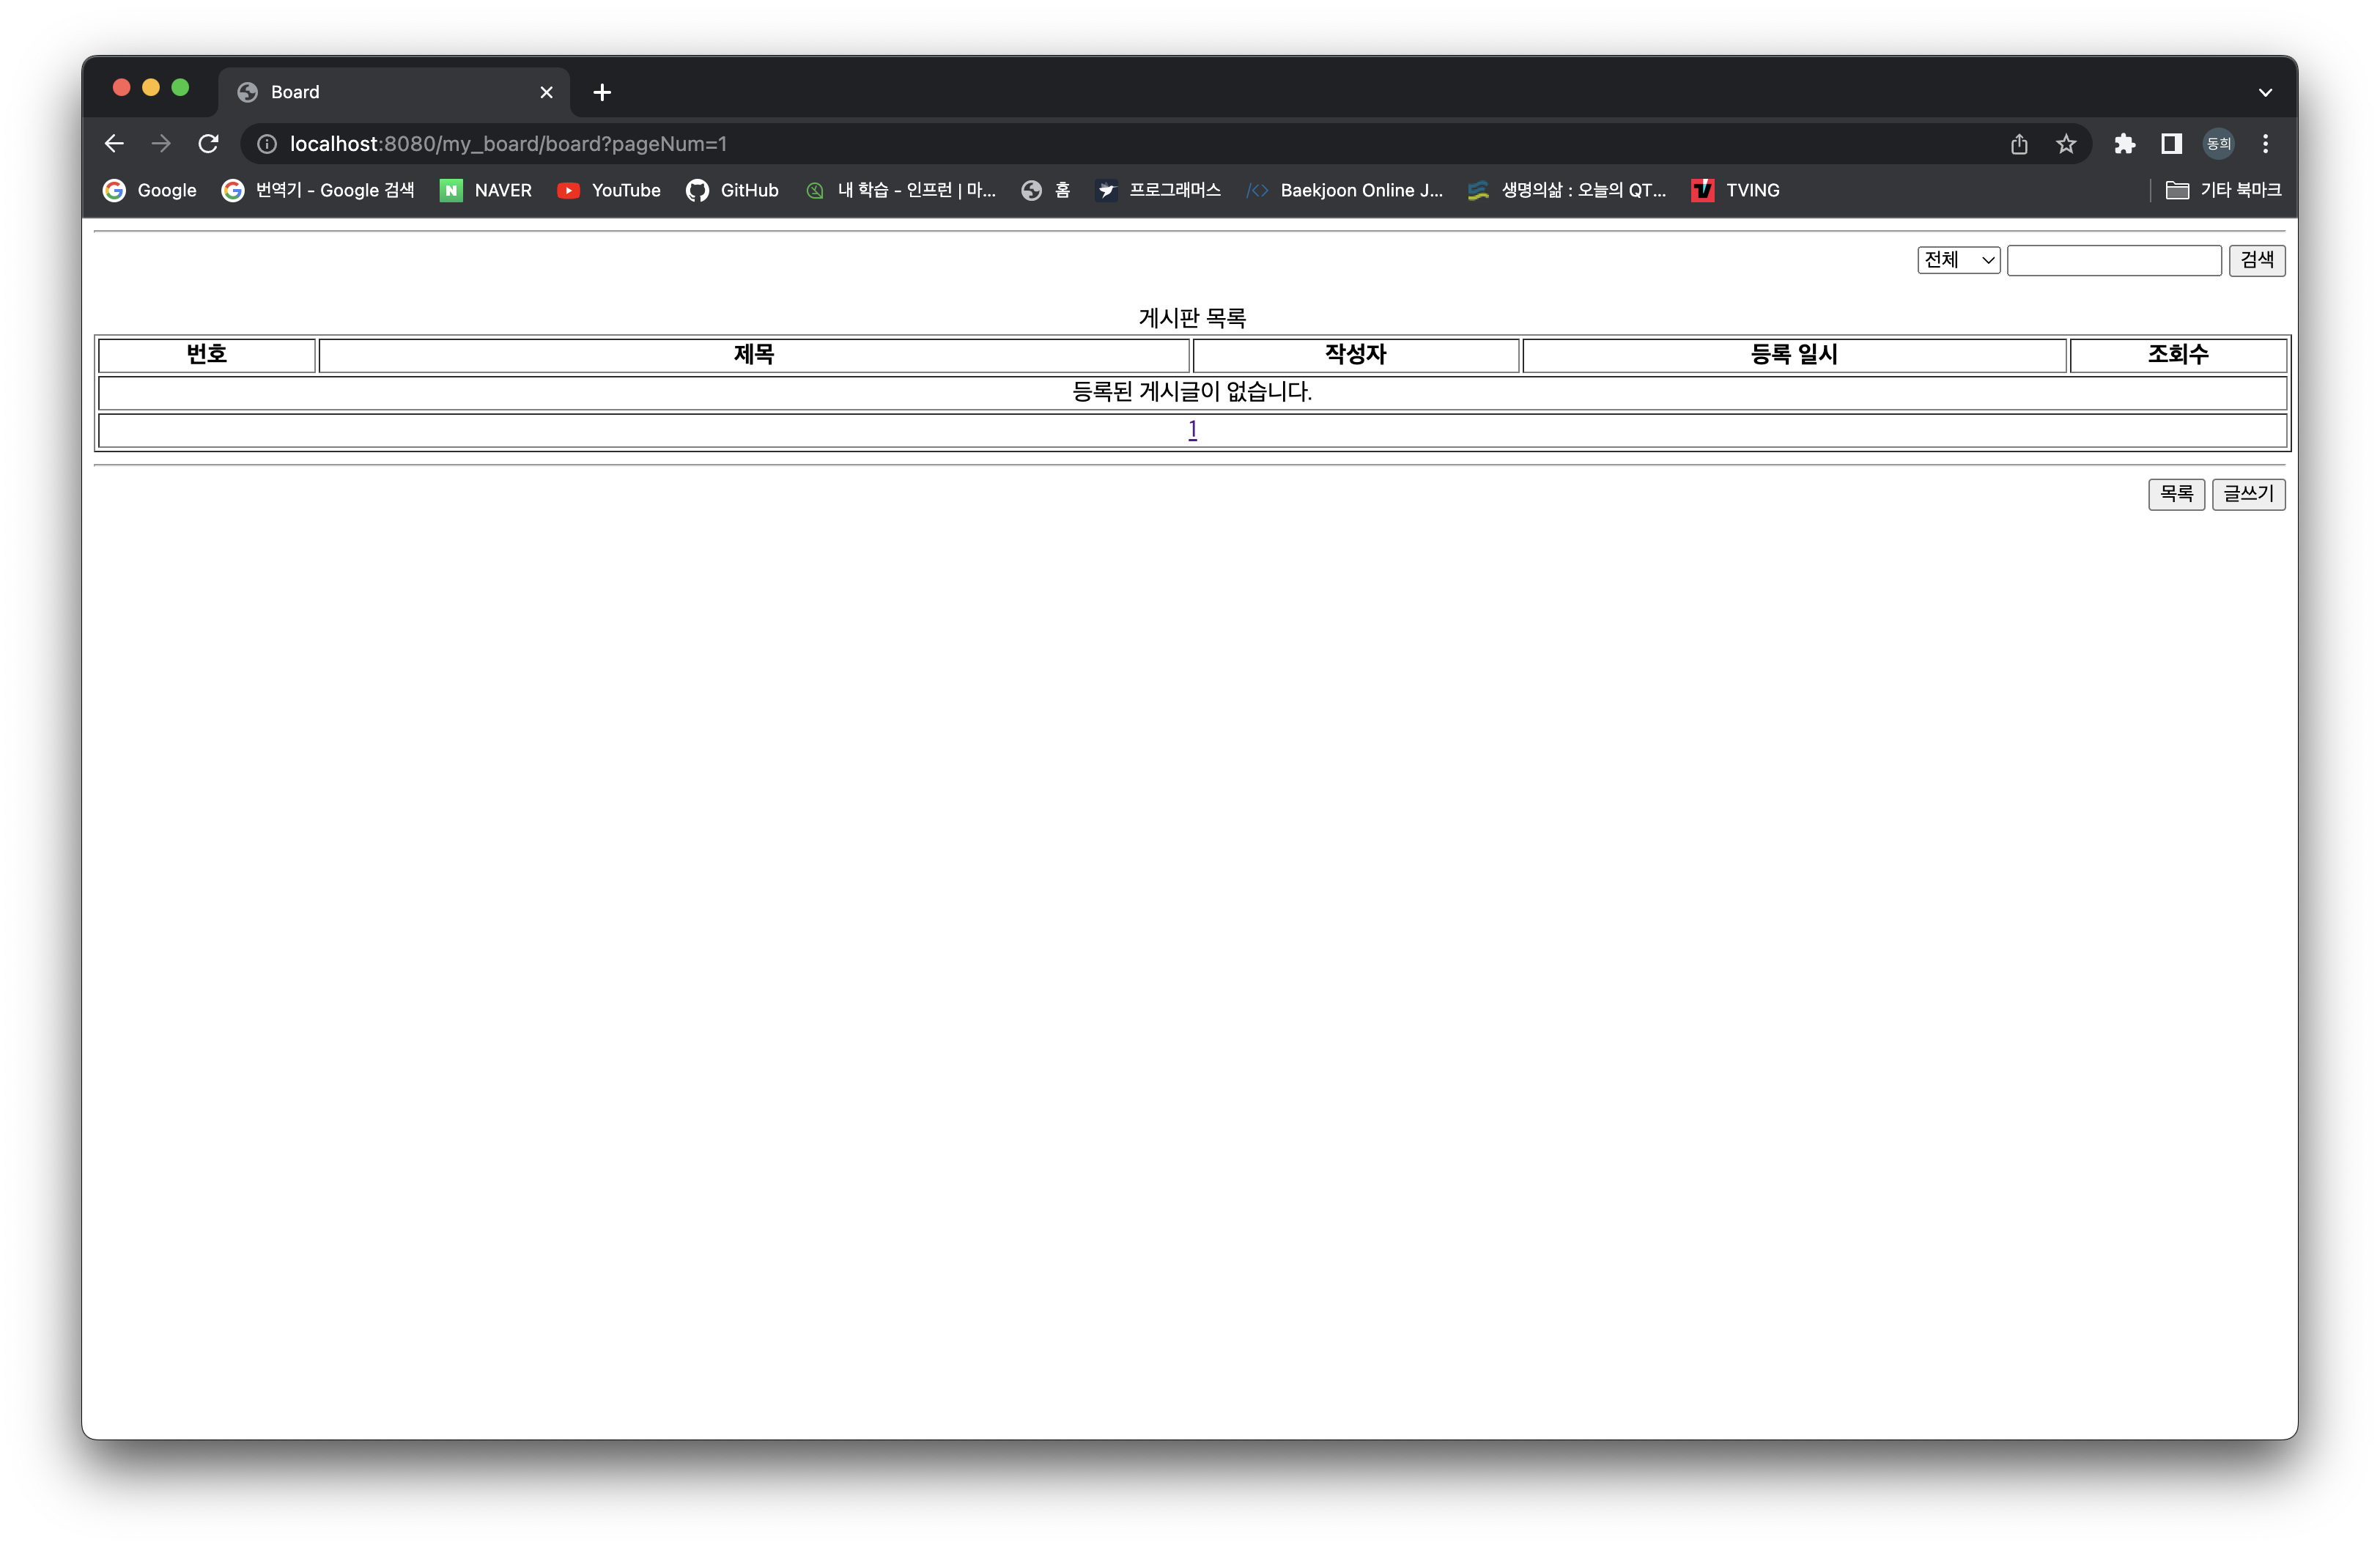 Board
localhost:8080/my_board/board?pageNum=1
동희
Google 번역기 - Google 검색 N NAVER YouTube GitHub 내 학습 - 인프런 | 마... 홈 프로그래머스 Baekjoon Online J... 생명의삶 : 오늘의 QT... TVING 기타 북마크
전체 검색
게시판 목록
번호 제목 작성자 등록 일시 조회수
등록된 게시글이 없습니다.
1
목록 글쓰기